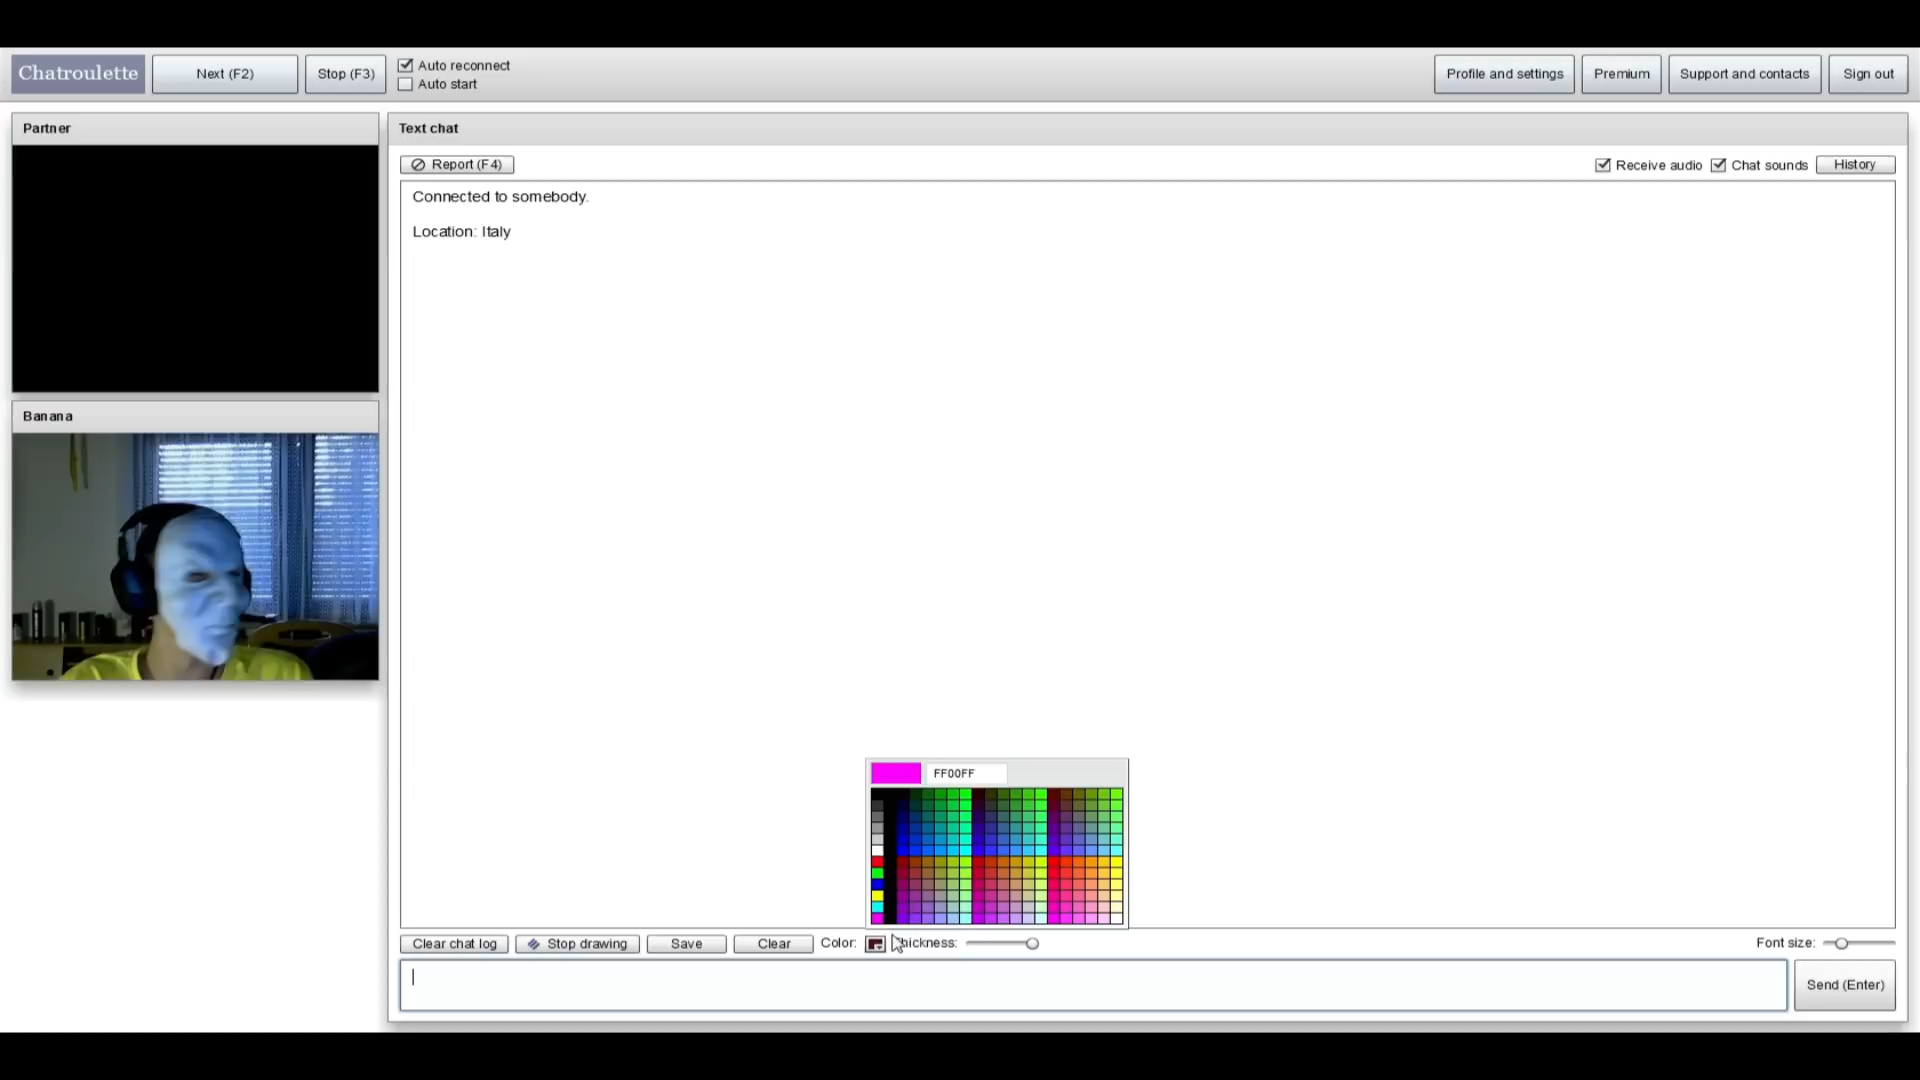 Chatroulette
Next (F2)
Stop (F3)
Auto reconnect
Auto start
Profile and settings
Premium
Support and contacts
Sign out
Partner
Text chat
Report (F4)
Receive audio
Chat sounds
History
Connected to somebody.
Location: Italy
Banana
FF00FF
Clear chat log
Stop drawing
Save
Clear
Color:
hickness:
Font size:
Send (Enter)